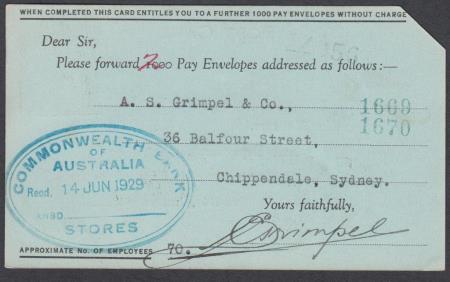 WHEN COMPLETED THIS CARD ENTITLES YOU TO A FURTHER 1000 PAY ENVELOPES WITHOUT CHARGE
Dear Sir,
Please forward 1000 Pay Envelopes addressed as follows:—
A. S. Grimpel & Co., 1669
1670
36 Balfour Street,
Chippendale, Sydney.
COMMONWEALTH BANK
OF
AUSTRALIA
Recd. 14 JUN 1929
STORES
Yours faithfully,
Grimpel
APPROXIMATE NO. OF EMPLOYEES 70.